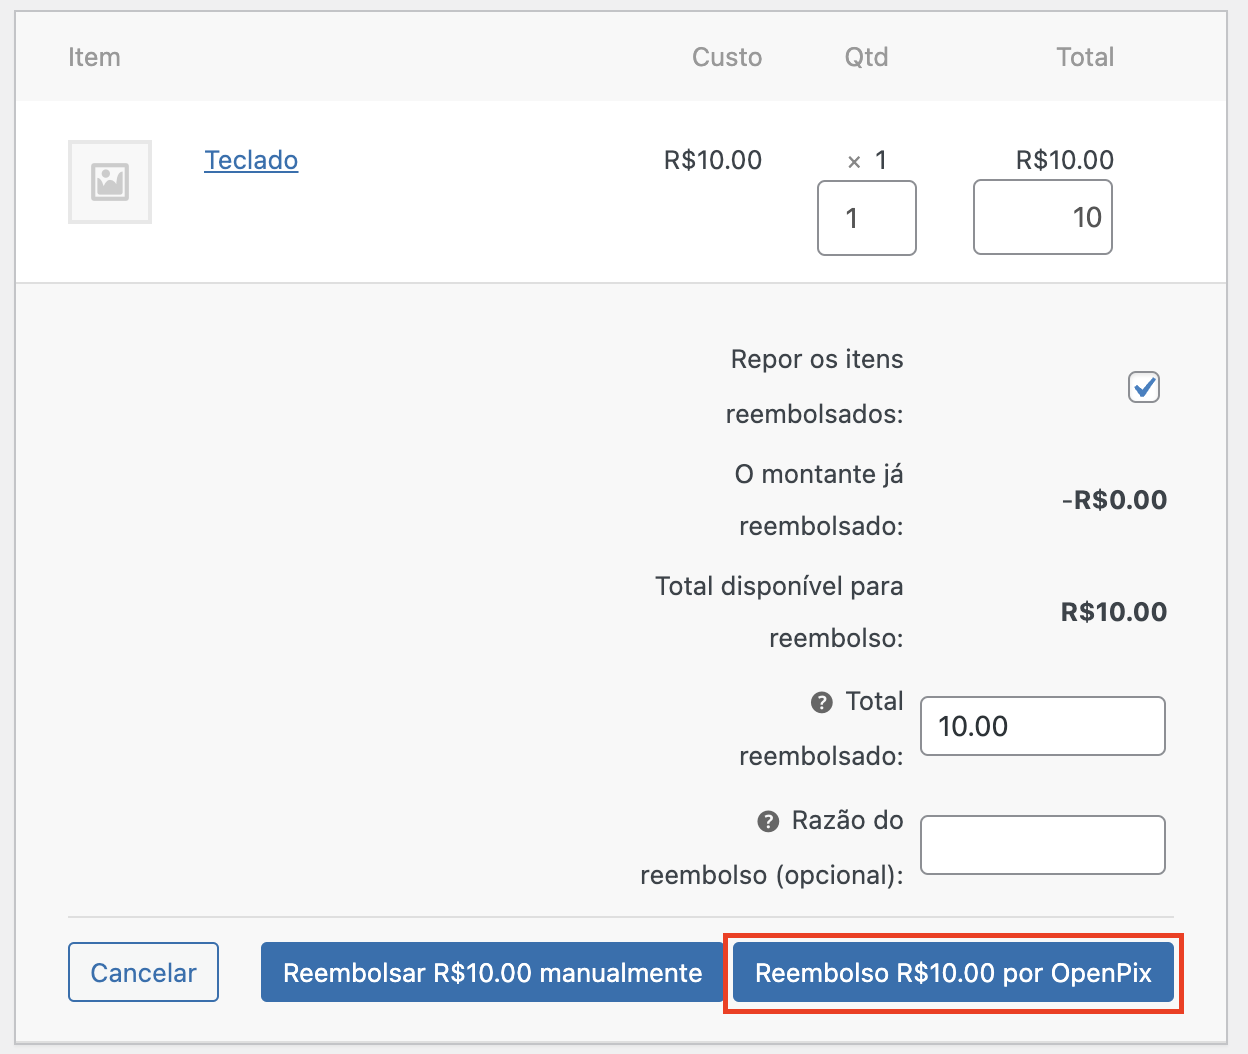 Item Custo Qtd Total
Teclado R$10.00 × 1 R$10.00
1 10
Repor os itens
reembolsados:
O montante já
reembolsado:
-R$0.00
Total disponível para
reembolso:
R$10.00
? Total
reembolsado:
10.00
? Razão do
reembolso (opcional):
Cancelar Reembolsar R$10.00 manualmente Reembolso R$10.00 por OpenPix